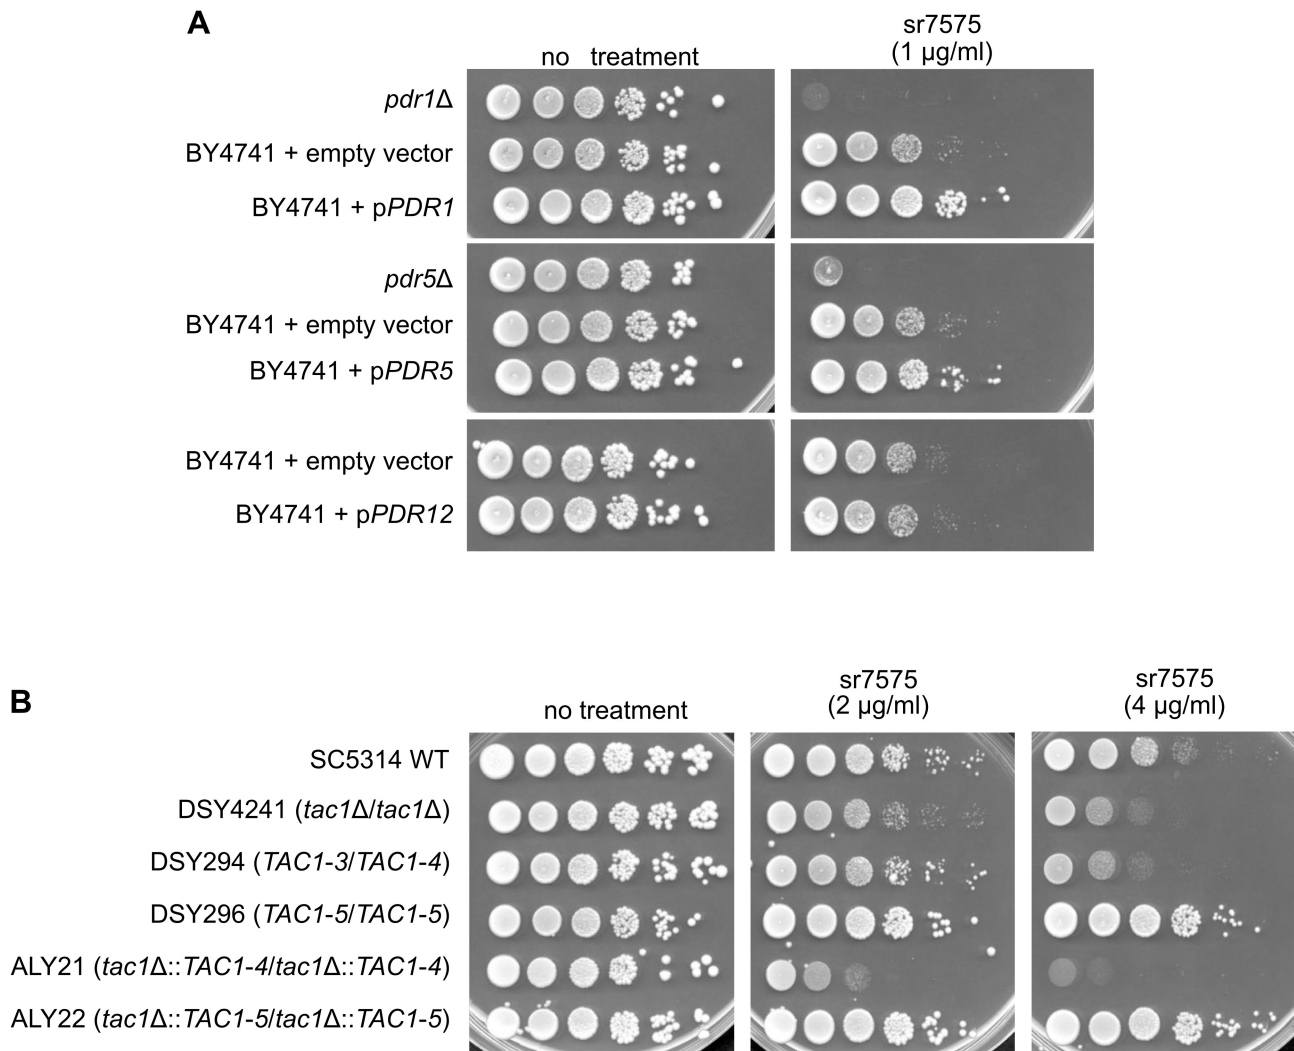 A
no treatment
sr7575
(1 µg/ml)
pdr1Δ
BY4741 + empty vector
BY4741 + pPDR1
pdr5Δ
BY4741 + empty vector
BY4741 + pPDR5
BY4741 + empty vector
BY4741 + pPDR12
B
no treatment
sr7575
(2 µg/ml)
sr7575
(4 µg/ml)
SC5314 WT
DSY4241 (tac1Δ/tac1Δ)
DSY294 (TAC1-3/TAC1-4)
DSY296 (TAC1-5/TAC1-5)
ALY21 (tac1Δ::TAC1-4/tac1Δ::TAC1-4)
ALY22 (tac1Δ::TAC1-5/tac1Δ::TAC1-5)